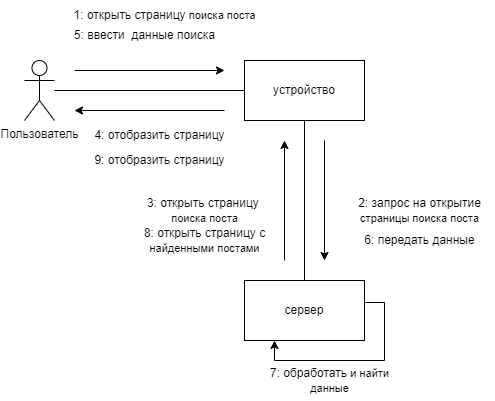 1: открыть страницу поиска поста
5: ввести данные поиска
устройство
Пользователь
4: отобразить страницу
9: отобразить страницу
3: открыть страницу
поиска поста
8: открыть страницу с
найденными постами
2: запрос на открытие
страницы поиска поста
6: передать данные
сервер
7: обработать и найти
данные